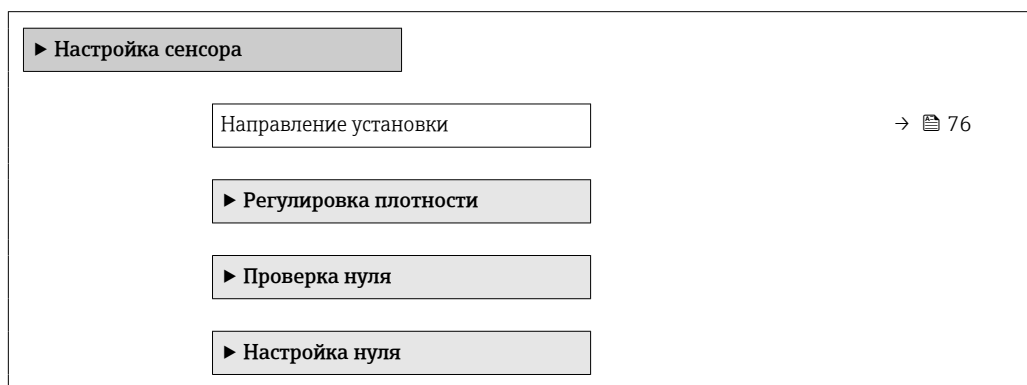 ▶ Настройка сенсора
Направление установки → 76
▶ Регулировка плотности
▶ Проверка нуля
▶ Настройка нуля